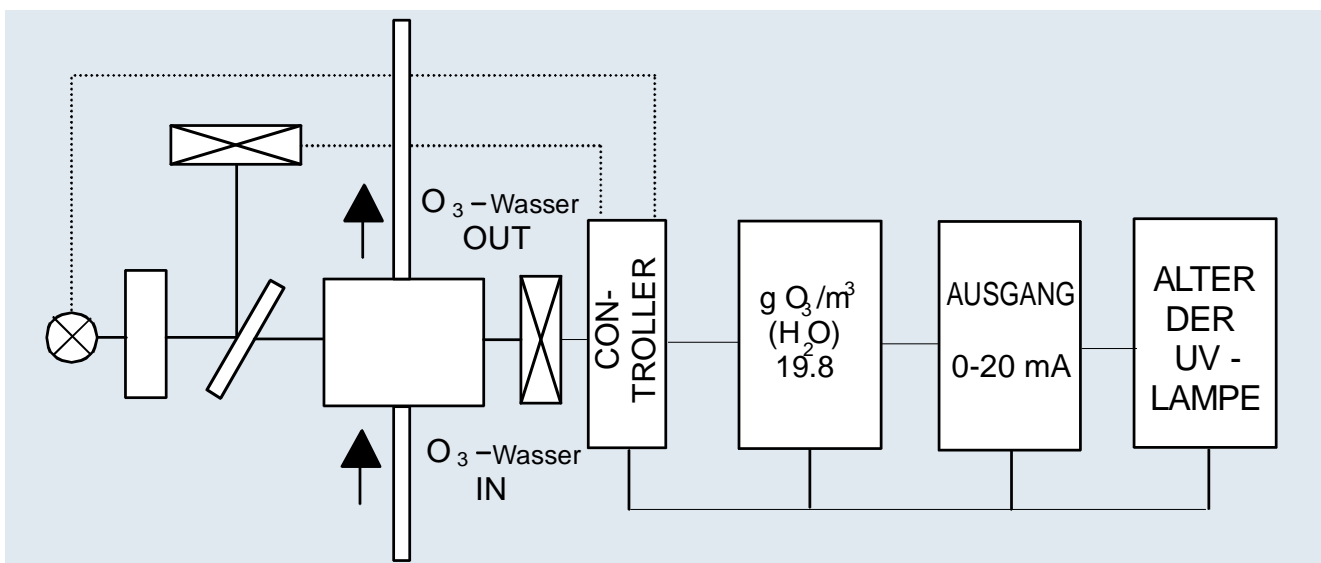 O₃–Wasser
OUT
O₃–Wasser
IN
CON-
TROLLER
g O₃/m³
(H₂O)
19.8
AUSGANG
0-20 mA
ALTER
DER
UV -
LAMPE